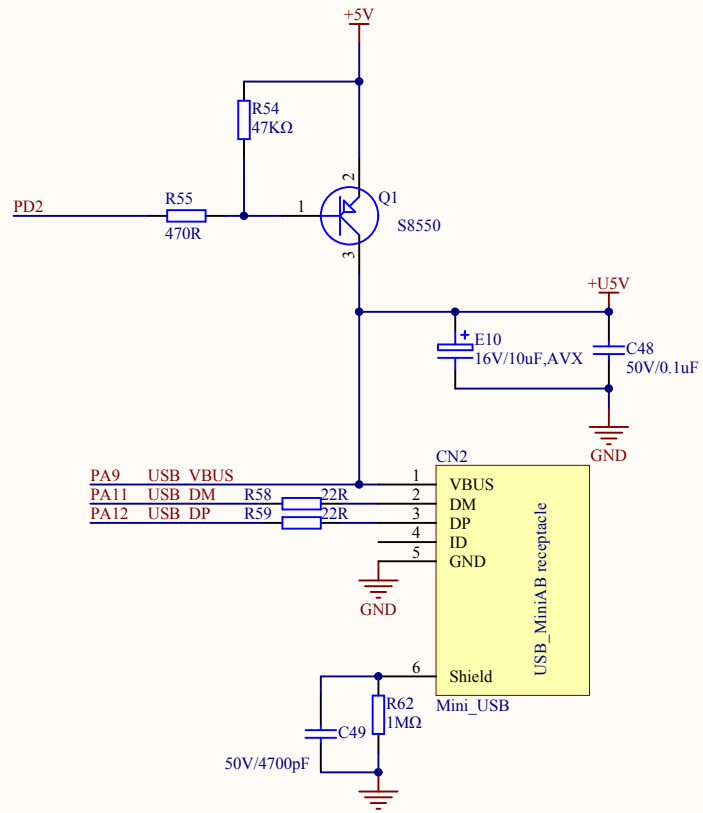 +5V
R54
47KΩ
2
Q1
R55
1
PD2
S8550
470R
3
+U5V
E10
16V/10uF,AVX
C48
50V/0.1uF
GND
CN2
PA9 USB_VBUS 1 VBUS
PA11 USB_DM R58 22R 2 DM
PA12 USB_DP R59 22R 3 DP
4 ID
5 GND
GND
USB_MiniAB receptacle
6 Shield
R62
Mini_USB
1MΩ
C49
50V/4700pF